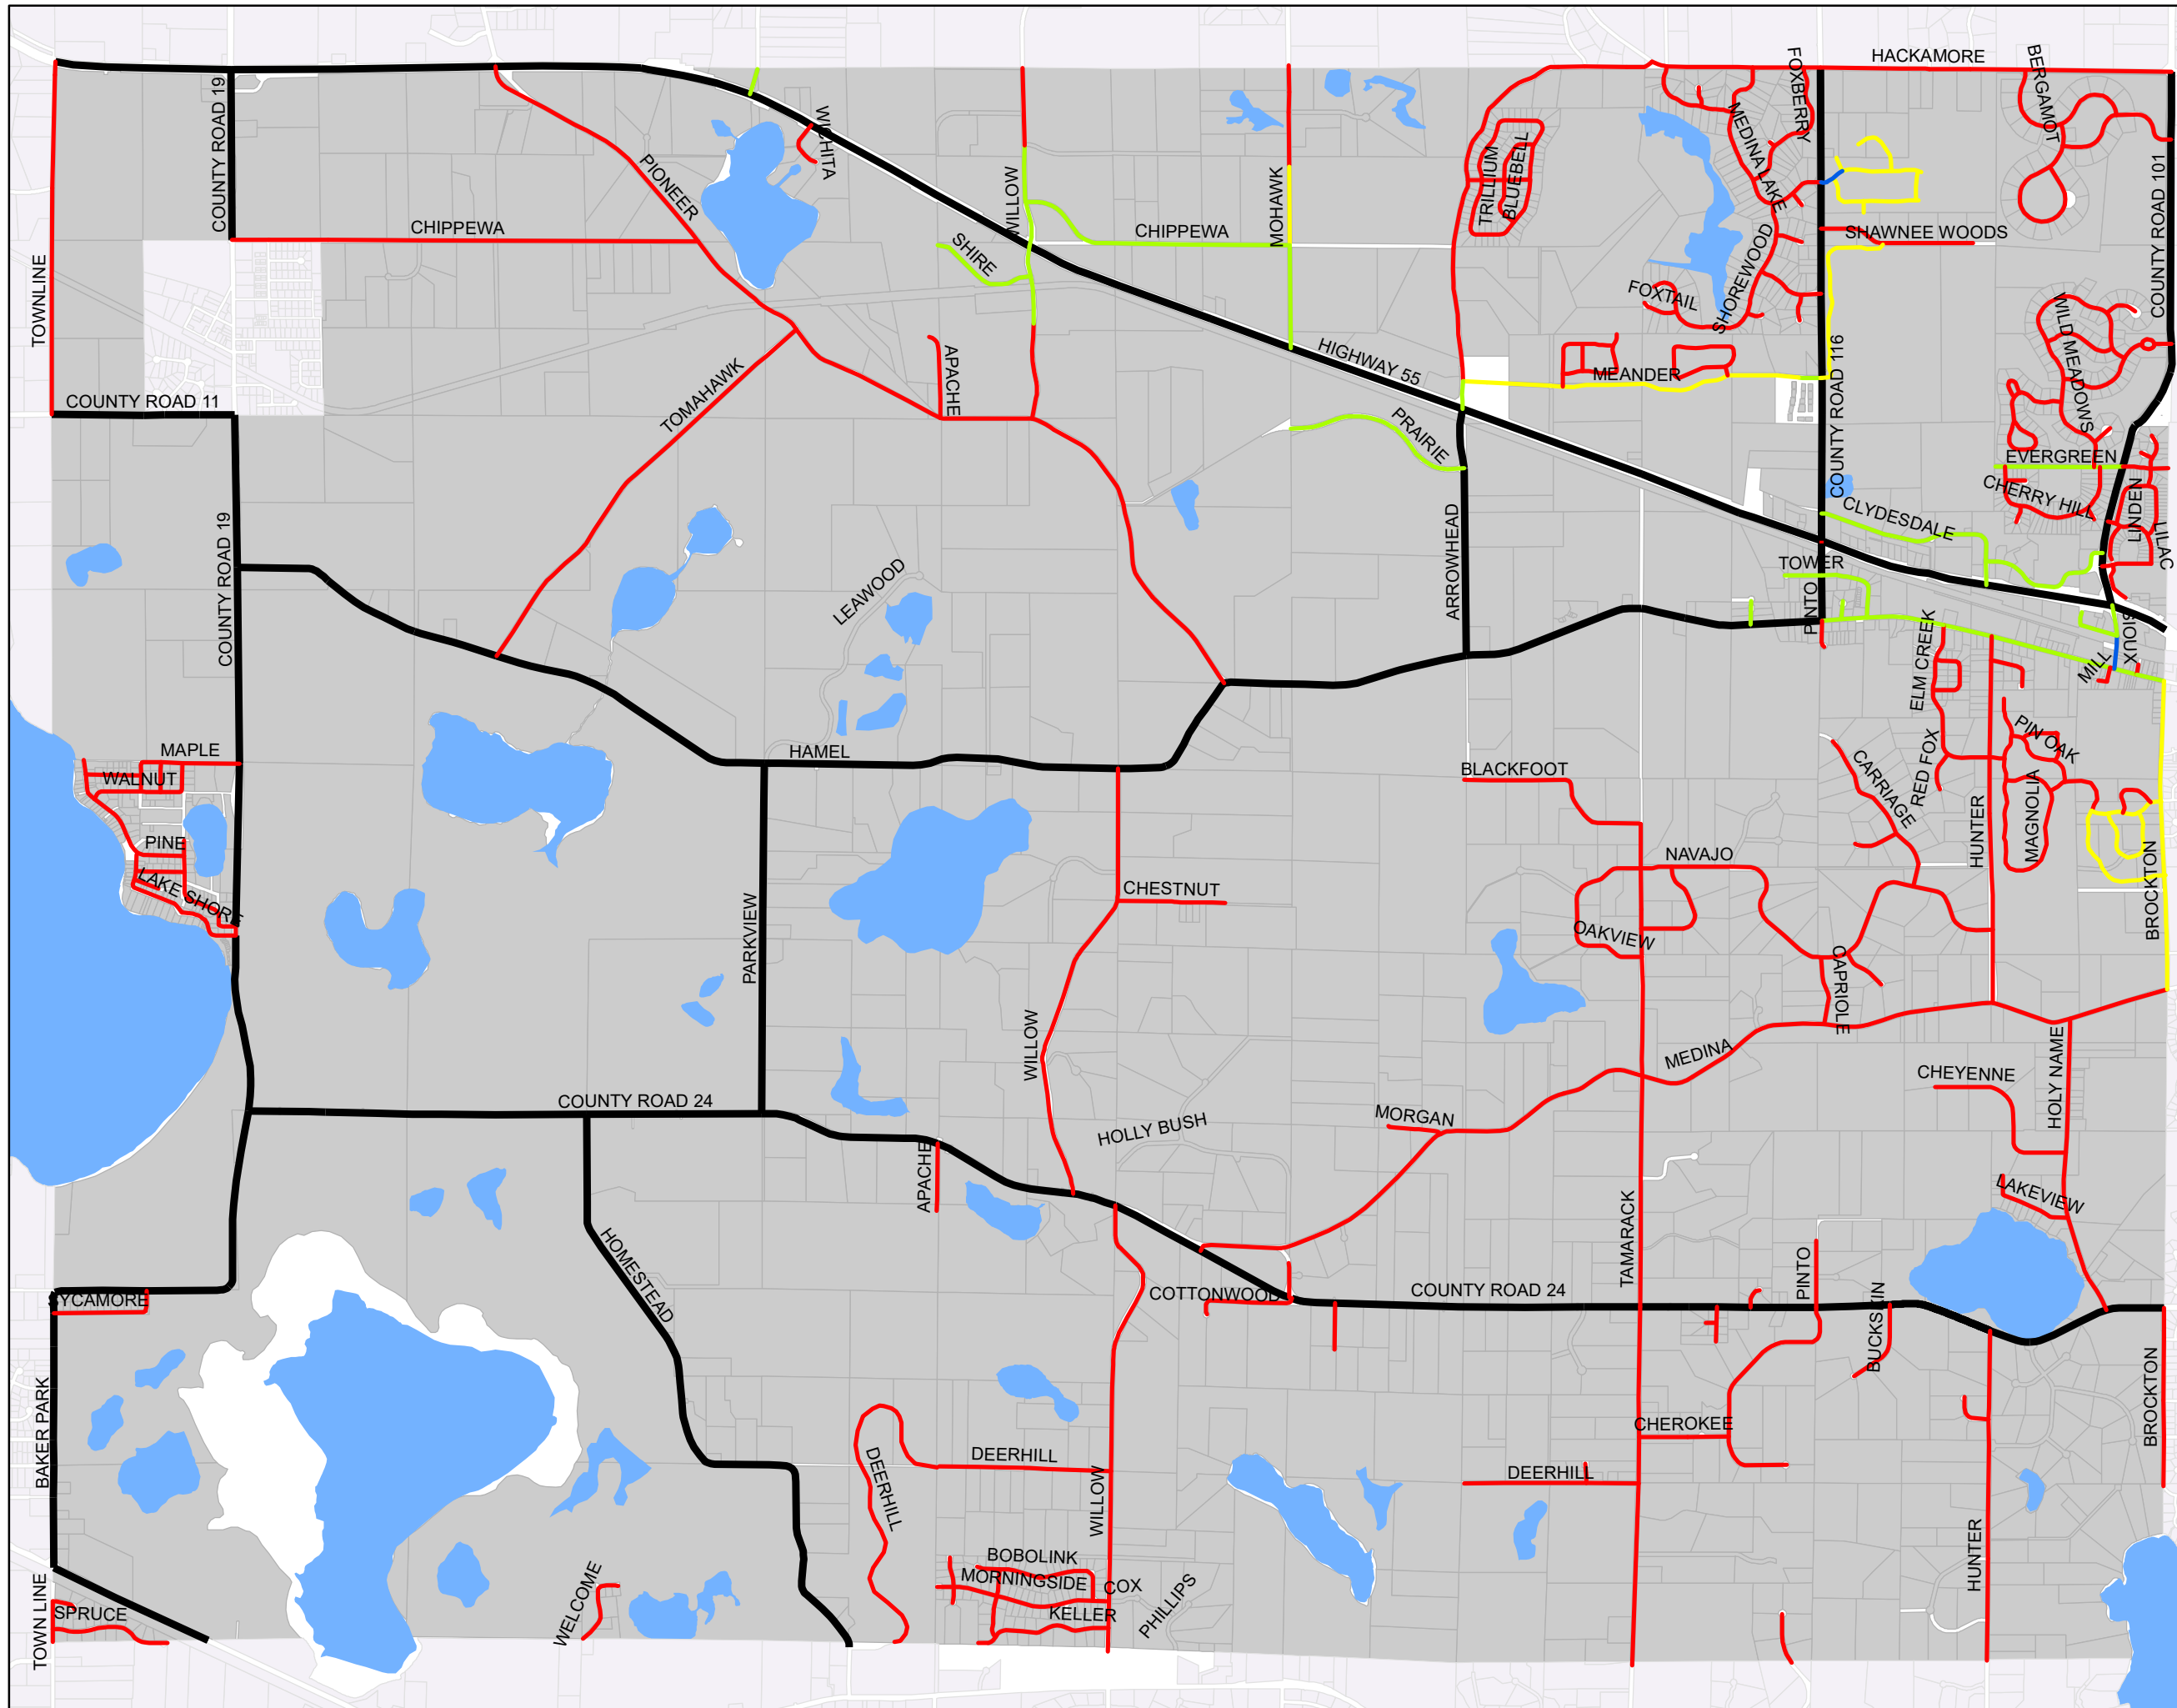 HACKAMORE
BERGAMOT
FOXBERRY
COUNTY ROAD 19
WICHITA
MEDINA LAKE
TRILLIUM
BLUEBELL
PIONEER
WILLOW
MOHAWK
COUNTY ROAD 101
CHIPPEWA
CHIPPEWA
SHAWNEE WOODS
SHIRE
SHOREWOOD
TOWNLINE
FOXTAIL
WILD MEADOWS
HIGHWAY 55
APACHE
MEANDER
TOMAHAWK
COUNTY ROAD 116
COUNTY ROAD 11
PRAIRIE
EVERGREEN
CHERRY HILL
LINDEN
CLYDESDALE
LILAC
COUNTY ROAD 19
ARROWHEAD
TOWER
LEAWOOD
PINTO
SIOUX
ELM CREEK
MILL
MAPLE
HAMEL
PIN OAK
RED FOX
WALNUT
BLACKFOOT
CARRIAGE
HUNTER
MAGNOLIA
PINE
NAVAJO
BROCKTON
LAKE SHORE
CHESTNUT
PARKVIEW
OAKVIEW
CAPRIOLE
WILLOW
MEDINA
CHEYENNE
HOLY NAME
COUNTY ROAD 24
HOLLY BUSH
MORGAN
APACHE
LAKEVIEW
TAMARACK
HOMESTEAD
PINTO
SYCAMORE
COTTONWOOD
COUNTY ROAD 24
BUCKSKIN
BAKER PARK
BROCKTON
CHEROKEE
DEERHILL
DEERHILL
DEERHILL
WILLOW
HUNTER
BOBOLINK
MORNINGSIDE
COX
WELCOME
KELLER
PHILLIPS
SPRUCE
TOWN LINE